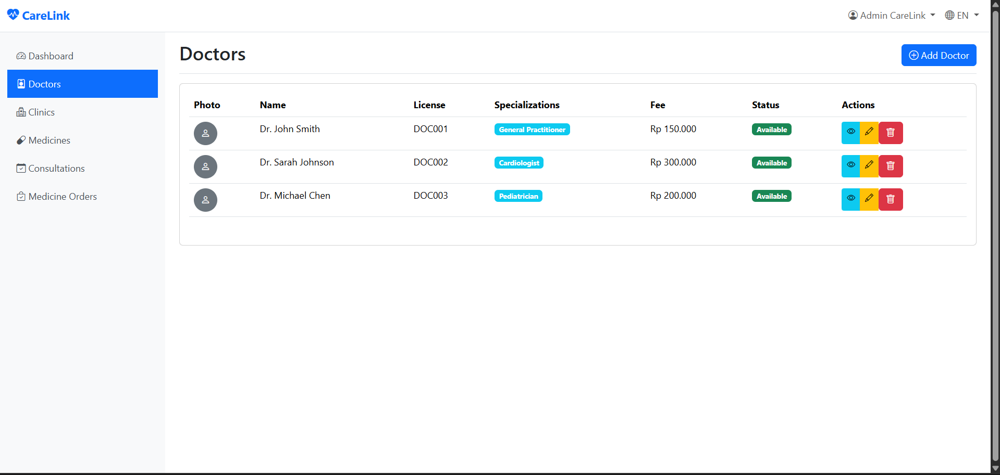 CareLink
Admin CareLink
EN
Dashboard
Doctors
Clinics
Medicines
Consultations
Medicine Orders
Doctors
Add Doctor
Photo Name License Specializations Fee Status Actions
Dr. John Smith DOC001 General Practitioner Rp 150.000 Available
Dr. Sarah Johnson DOC002 Cardiologist Rp 300.000 Available
Dr. Michael Chen DOC003 Pediatrician Rp 200.000 Available